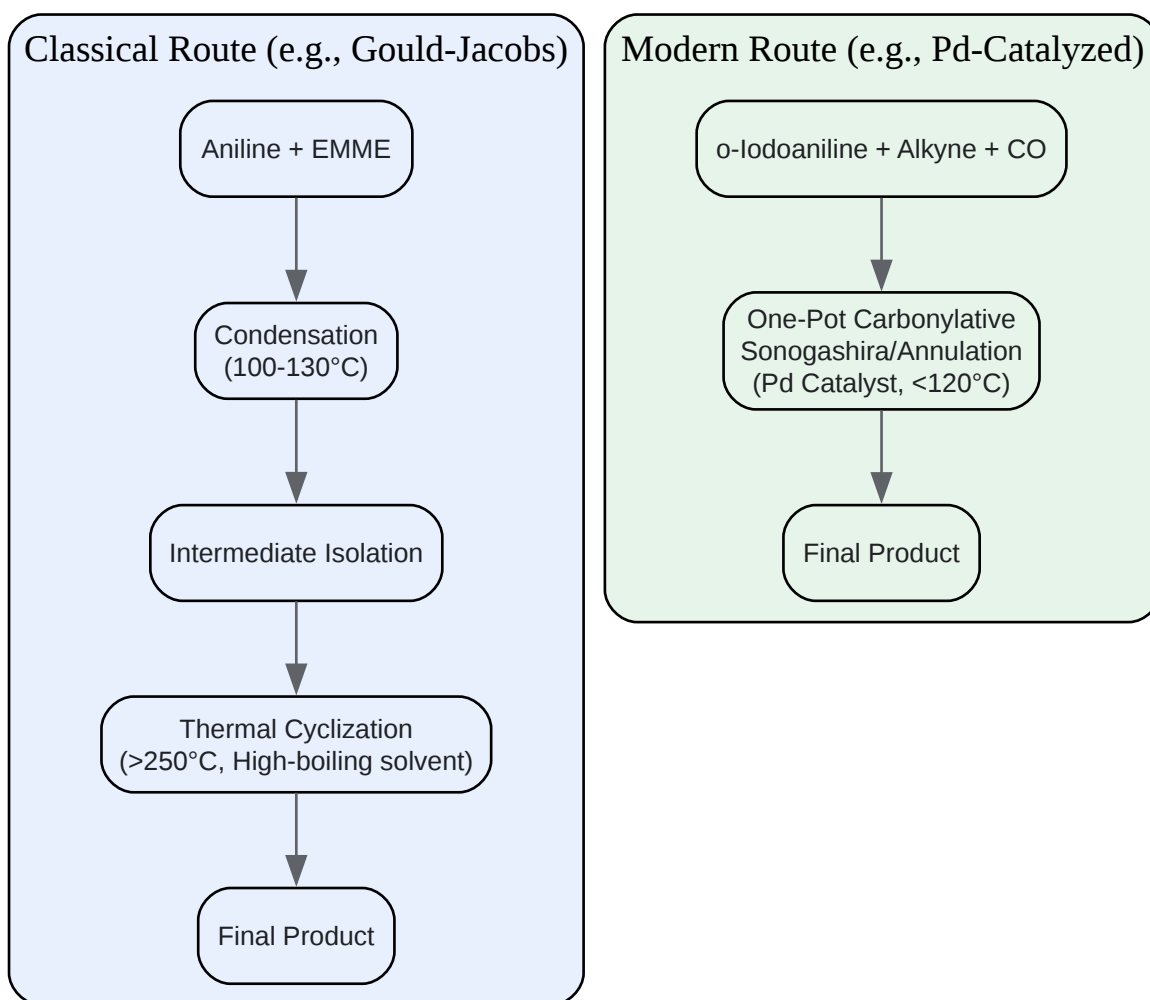 Classical Route (e.g., Gould-Jacobs)
Aniline + EMME
Condensation
(100-130°C)
Intermediate Isolation
Thermal Cyclization
(>250°C, High-boiling solvent)
Final Product
Modern Route (e.g., Pd-Catalyzed)
o-Iodoaniline + Alkyne + CO
One-Pot Carbonylative
Sonogashira/Annulation
(Pd Catalyst, <120°C)
Final Product